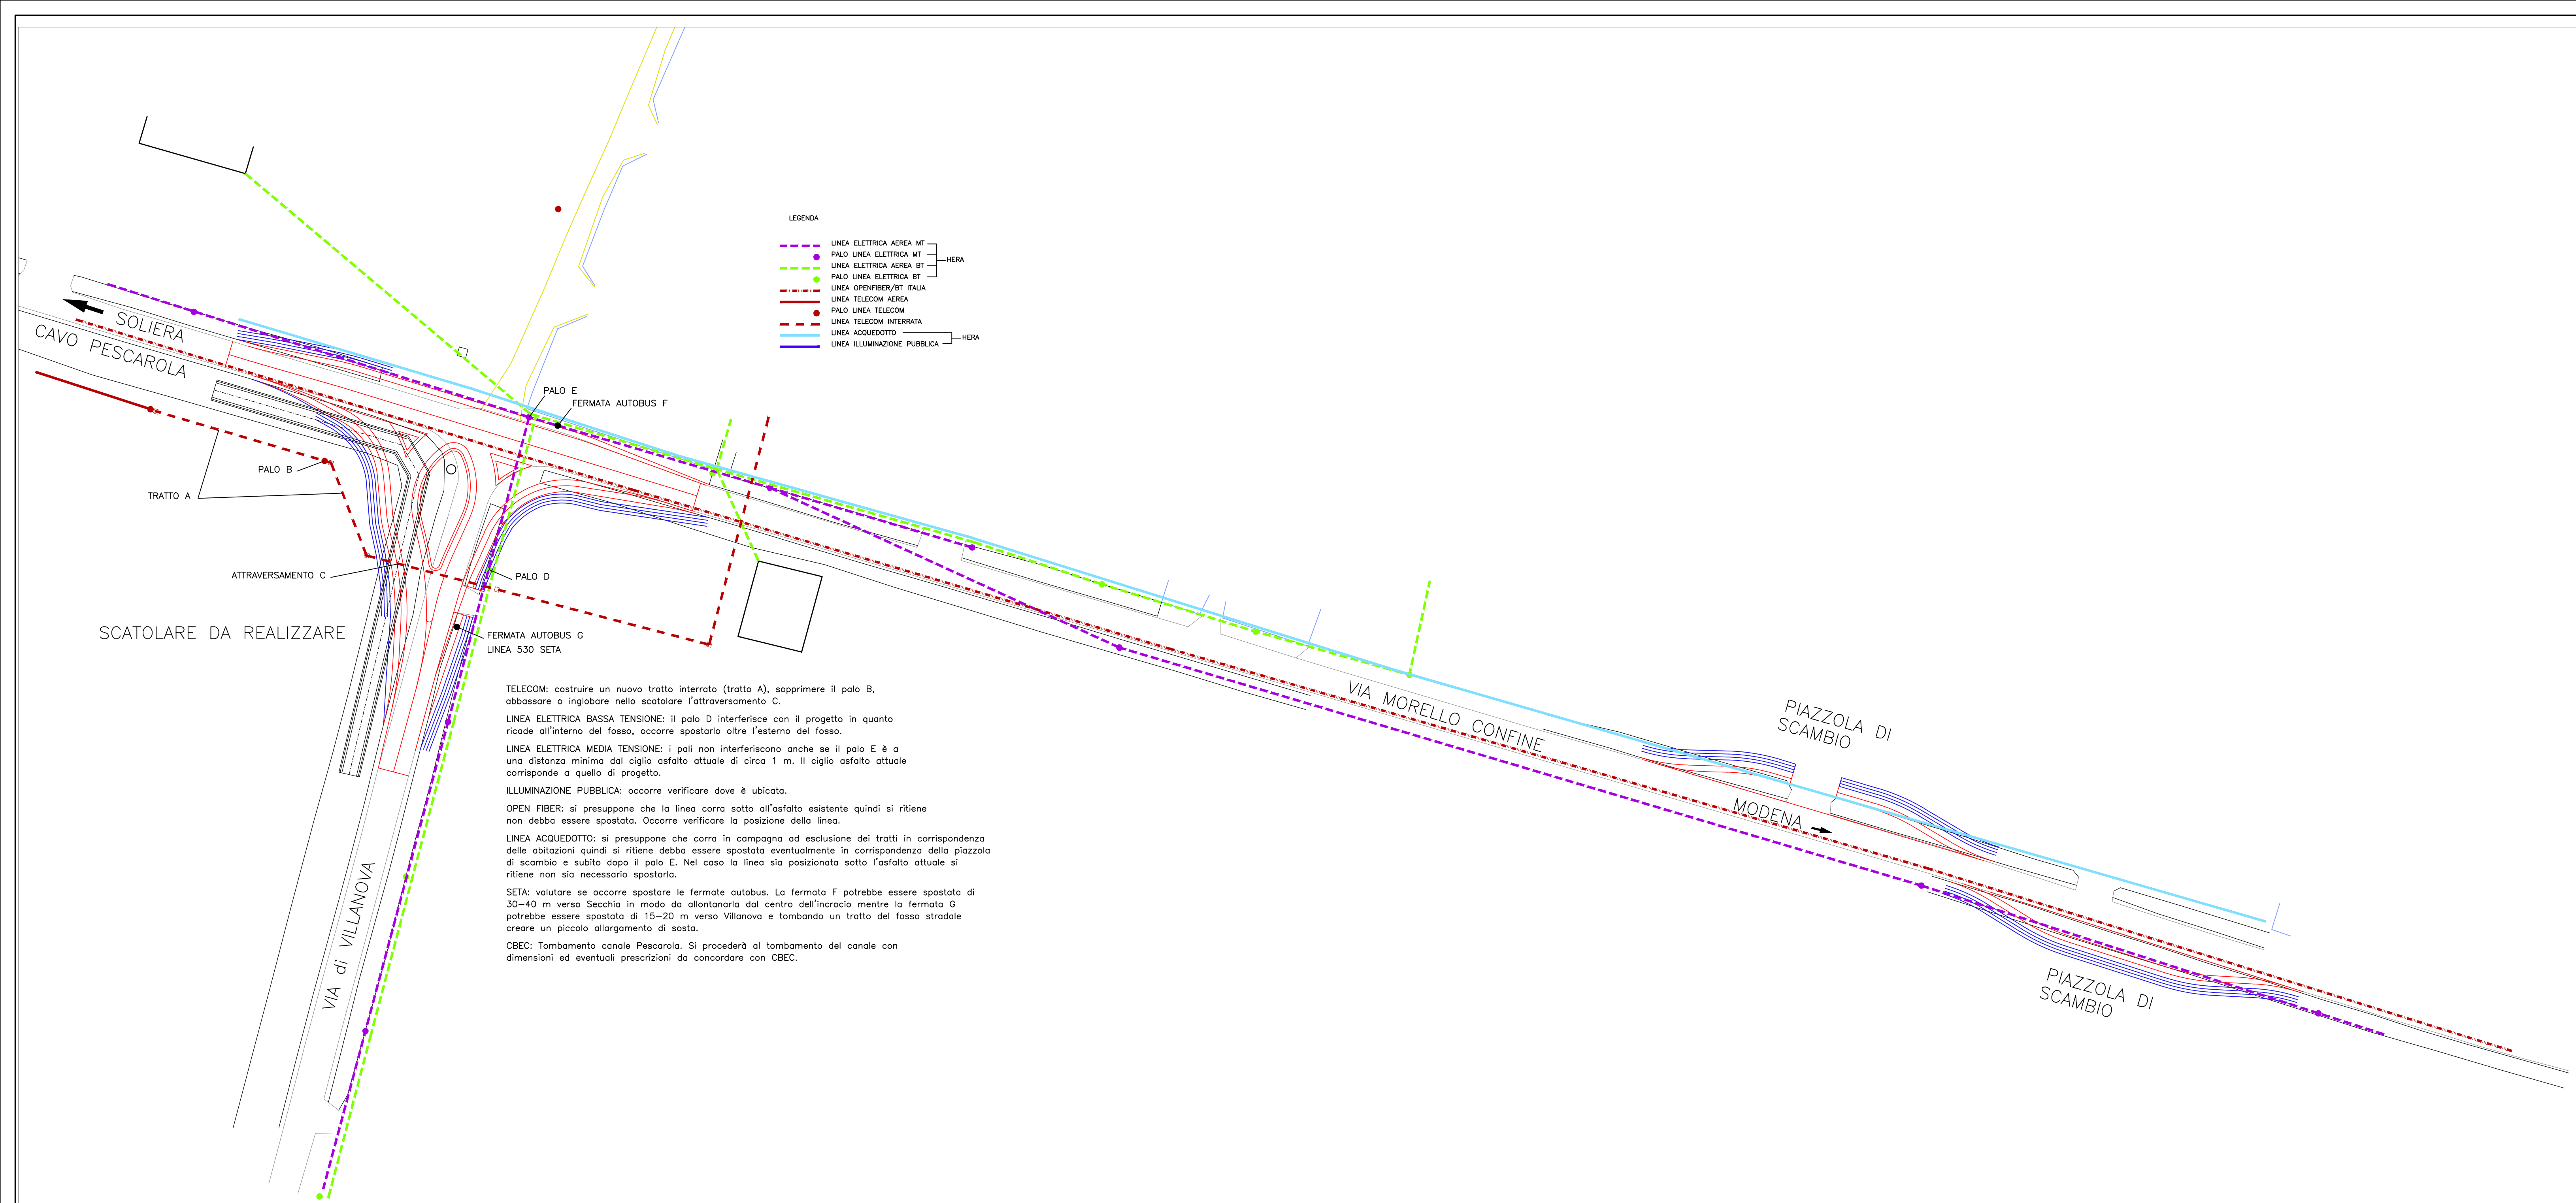 LEGENDA
LINEA ELETTRICA AEREA MT
PALO LINEA ELETTRICA MT
LINEA ELETTRICA AEREA BT
PALO LINEA ELETTRICA BT
HERA
LINEA OPENFIBER/BT ITALIA
LINEA TELECOM AEREA
PALO LINEA TELECOM
LINEA TELECOM INTERRATA
LINEA ACQUEDOTTO
LINEA ILLUMINAZIONE PUBBLICA
HERA
SOLIERA
CAVO PESCAROLA
PALO E
FERMATA AUTOBUS F
PALO B
TRATTO A
ATTRAVERSAMENTO C
PALO D
SCATOLARE DA REALIZZARE
FERMATA AUTOBUS G
LINEA 530 SETA
TELECOM: costruire un nuovo tratto interrato (tratto A), sopprimere il palo B,
abbassare o inglobare nello scatolare l'attraversamento C.
LINEA ELETTRICA BASSA TENSIONE: il palo D interferisce con il progetto in quanto
ricade all'interno del fosso, occorre spostarlo oltre l'esterno del fosso.
LINEA ELETTRICA MEDIA TENSIONE: i pali non interferiscono anche se il palo E è a
una distanza minima dal ciglio asfalto attuale di circa 1 m. Il ciglio asfalto attuale
corrisponde a quello di progetto.
ILLUMINAZIONE PUBBLICA: occorre verificare dove è ubicata.
OPEN FIBER: si presuppone che la linea corra sotto all'asfalto esistente quindi si ritiene
non debba essere spostata. Occorre verificare la posizione della linea.
LINEA ACQUEDOTTO: si presuppone che corra in campagna ad esclusione dei tratti in corrispondenza
delle abitazioni quindi si ritiene debba essere spostata eventualmente in corrispondenza della piazzola
di scambio e subito dopo il palo E. Nel caso la linea sia posizionata sotto l'asfalto attuale si
ritiene non sia necessario spostarla.
SETA: valutare se occorre spostare le fermate autobus. La fermata F potrebbe essere spostata di
30-40 m verso Secchia in modo da allontanarla dal centro dell'incrocio mentre la fermata G
potrebbe essere spostata di 15-20 m verso Villanova e tombando un tratto del fosso stradale
creare un piccolo allargamento di sosta.
CBEC: Tombamento canale Pescarola. Si procederà al tombamento del canale con
dimensioni ed eventuali prescrizioni da concordare con CBEC.
VIA di VILLANOVA
VIA MORELLO CONFINE
PIAZZOLA DI
SCAMBIO
MODENA
PIAZZOLA DI
SCAMBIO